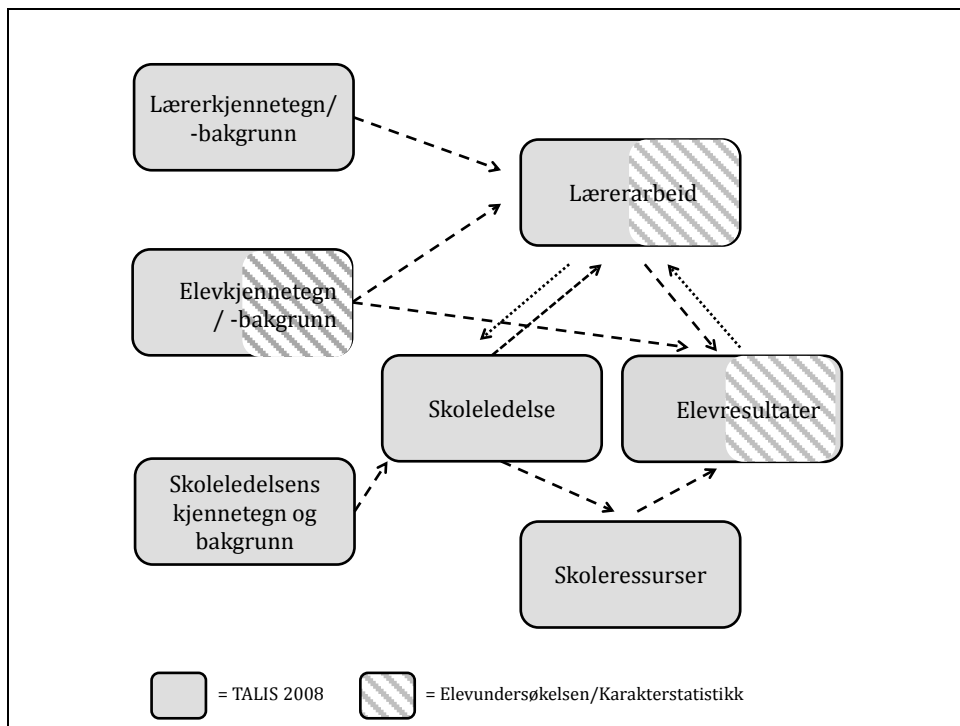 Lærerkjennetegn/
-bakgrunn
Lærerarbeid
Elevkjennetegn
/ -bakgrunn
Skoleledelse
Elevresultater
Skoleledelsens
kjennetegn og
bakgrunn
Skoleressurser
= TALIS 2008
= Elevundersøkelsen/Karakterstatistikk